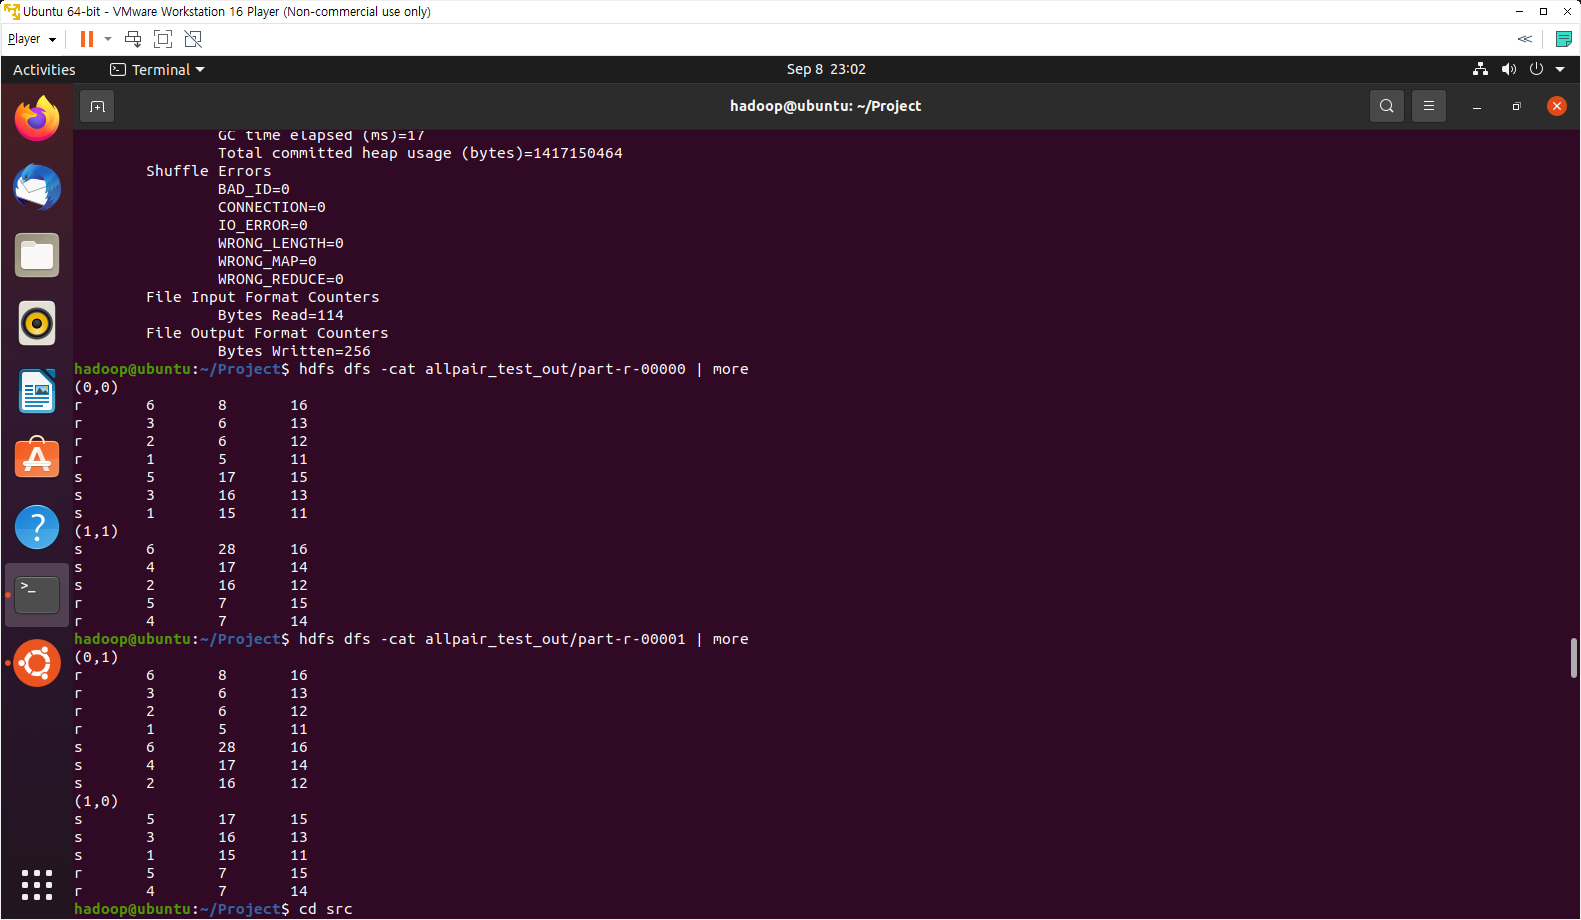 Ubuntu 64-bit - VMware Workstation 16 Player (Non-commercial use only)
Player
Activities Terminal Sep 8 23:02
hadoop@ubuntu: ~/Project
GC time elapsed (ms)=17
Total committed heap usage (bytes)=1417150464
Shuffle Errors
BAD_ID=0
CONNECTION=0
IO_ERROR=0
WRONG_LENGTH=0
WRONG_MAP=0
WRONG_REDUCE=0
File Input Format Counters
Bytes Read=114
File Output Format Counters
Bytes Written=256
hadoop@ubuntu:~/Project$ hdfs dfs -cat allpair_test_out/part-r-00000 | more
(0,0)
r 6 8 16
r 3 6 13
r 2 6 12
r 1 5 11
s 5 17 15
s 3 16 13
s 1 15 11
(1,1)
s 6 28 16
s 4 17 14
s 2 16 12
r 5 7 15
r 4 7 14
hadoop@ubuntu:~/Project$ hdfs dfs -cat allpair_test_out/part-r-00001 | more
(0,1)
r 6 8 16
r 3 6 13
r 2 6 12
r 1 5 11
s 6 28 16
s 4 17 14
s 2 16 12
(1,0)
s 5 17 15
s 3 16 13
s 1 15 11
r 5 7 15
r 4 7 14
hadoop@ubuntu:~/Project$ cd src